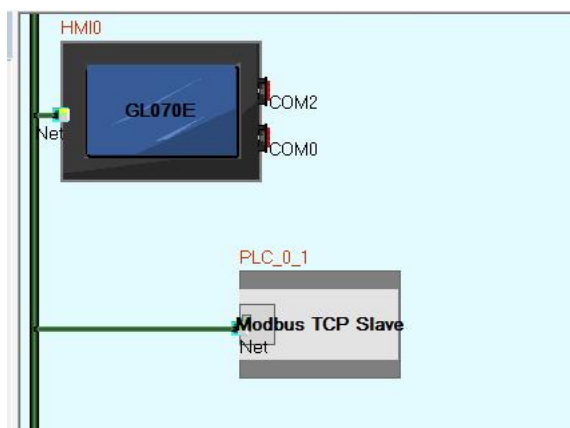 HMI0
GL070E
COM2
Net
COM0
PLC_0_1
Modbus TCP Slave
Net